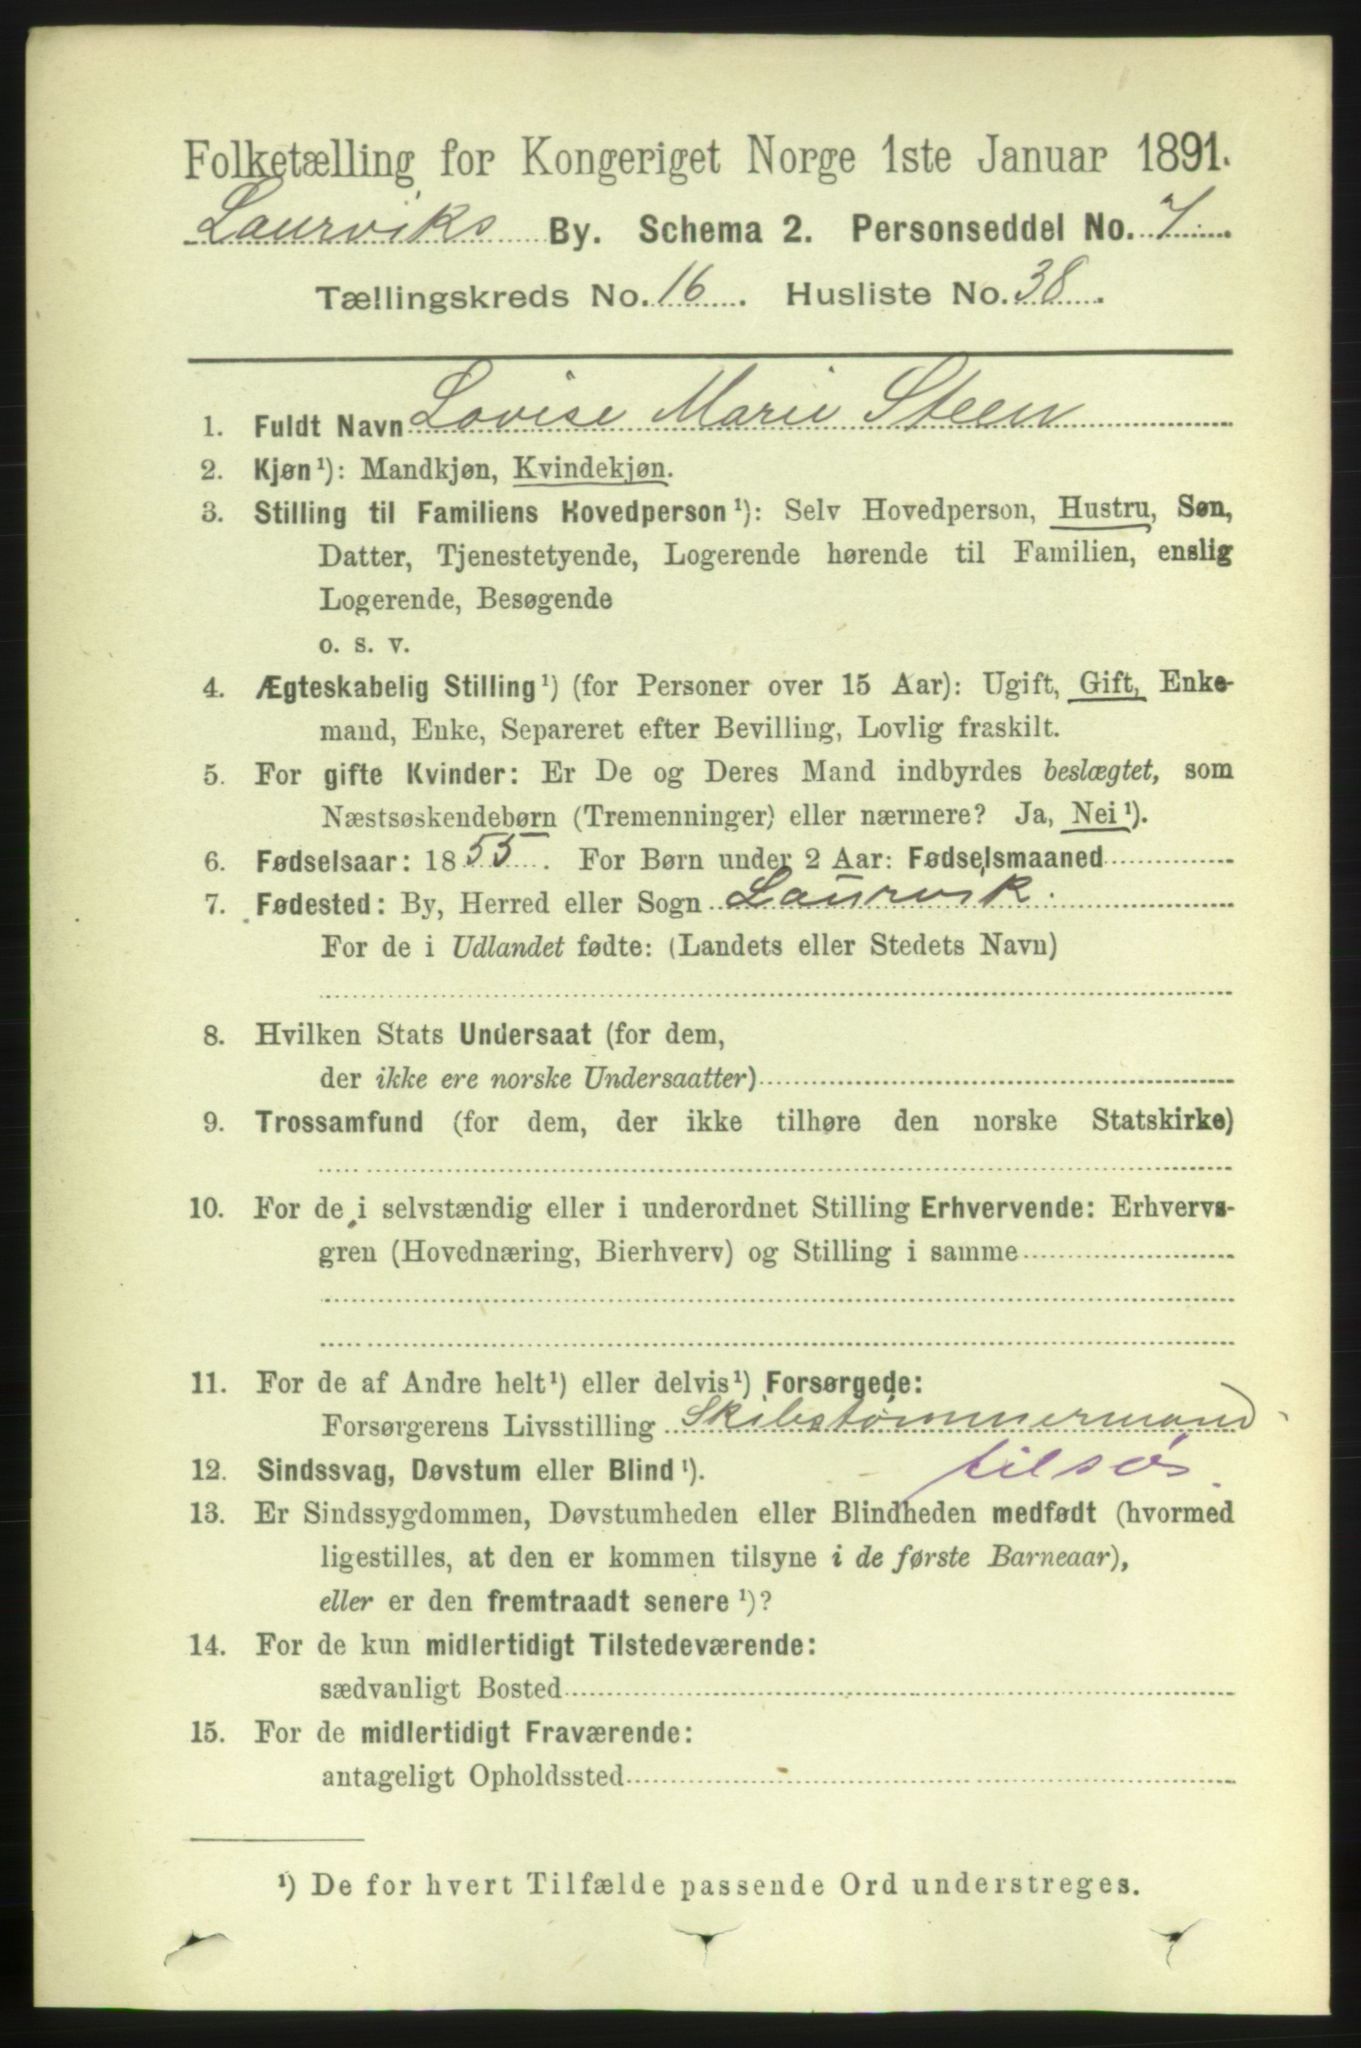 Folketælling for Kongeriget Norge 1ste Januar 1891.
Laurviks By. Schema 2. Personseddel No. 7
Tællingskreds No. 16. Husliste No. 38.
1. Fuldt Navn Lovise Marie Steen
2. Kjøn¹): Mandkjøn, Kvindekjøn.
3. Stilling til Familiens Hovedperson¹): Selv Hovedperson, Hustru, Søn,
Datter, Tjenestetyende, Logerende hørende til Familien, enslig
Logerende, Besøgende
o. s. v.
4. Ægteskabelig Stilling¹) (for Personer over 15 Aar): Ugift, Gift, Enke-
mand, Enke, Separeret efter Bevilling, Lovlig fraskilt.
5. For gifte Kvinder: Er De og Deres Mand indbyrdes beslægtet, som
Næstsøskendebørn (Tremenninger) eller nærmere? Ja, Nei¹).
6. Fødselsaar: 1855. For Børn under 2 Aar: Fødselsmaaned
7. Fødested: By, Herred eller Sogn Laurvik.
For de i Udlandet fødte: (Landets eller Stedets Navn)
8. Hvilken Stats Undersaat (for dem,
der ikke ere norske Undersaatter)
9. Trossamfund (for dem, der ikke tilhøre den norske Statskirke)
10. For de i selvstændig eller i underordnet Stilling Erhvervende: Erhvervs-
gren (Hovednæring, Bierhverv) og Stilling i samme
11. For de af Andre helt¹) eller delvis¹) Forsørgede:
Forsørgerens Livsstilling Skibstømmermand
tilsøs
12. Sindssvag, Døvstum eller Blind¹).
13. Er Sindssygdommen, Døvstumheden eller Blindheden medfødt (hvormed
ligestilles, at den er kommen tilsyne i de første Barneaar),
eller er den fremtraadt senere¹)?
14. For de kun midlertidigt Tilstedeværende:
sædvanligt Bosted
15. For de midlertidigt Fraværende:
antageligt Opholdssted
¹) De for hvert Tilfælde passende Ord understreges.